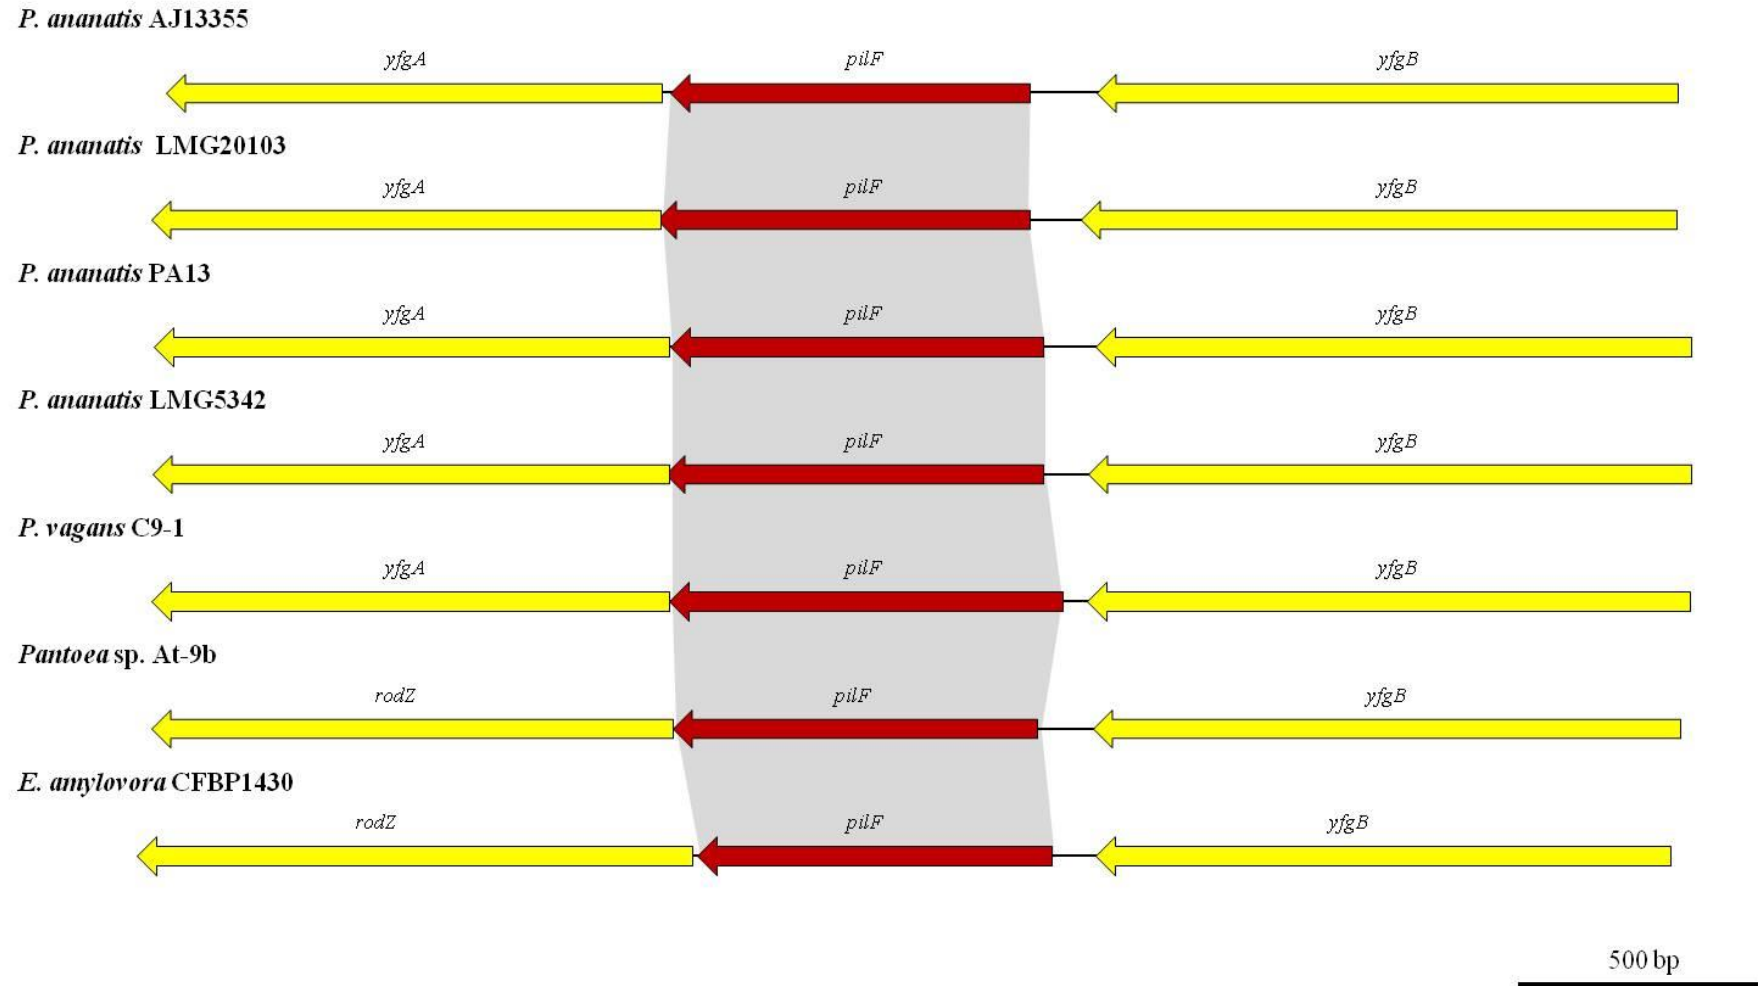 P. ananatis AJ13355
yfgA pilF yfgB
P. ananatis LMG20103
yfgA pilF yfgB
P. ananatis PA13
yfgA pilF yfgB
P. ananatis LMG5342
yfgA pilF yfgB
P. vagans C9-1
yfgA pilF yfgB
Pantoea sp. At-9b
rodZ pilF yfgB
E. amylovora CFBP1430
rodZ pilF yfgB
500 bp